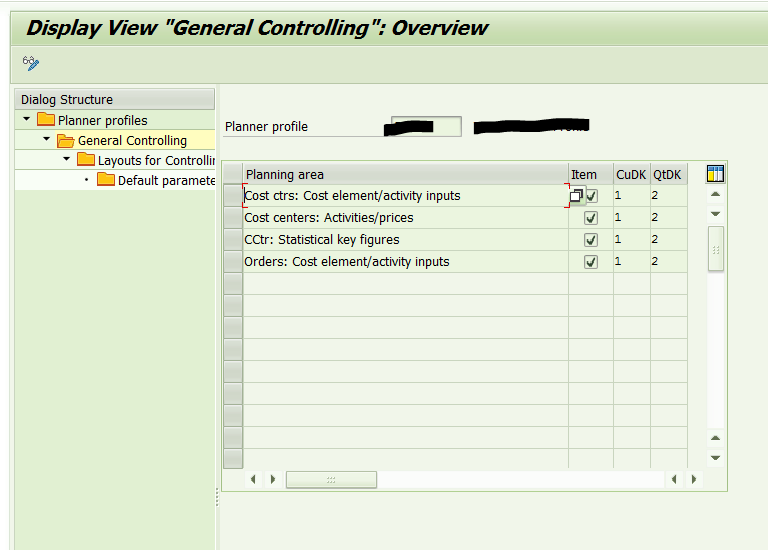 Display View "General Controlling": Overview
Dialog Structure
Planner profiles
General Controlling
Layouts for Controllin
Default paramete
Planner profile
Planning area Item CuDK QtDK
Cost ctrs: Cost element/activity inputs 1 2
Cost centers: Activities/prices 1 2
CCtr: Statistical key figures 1 2
Orders: Cost element/activity inputs 1 2